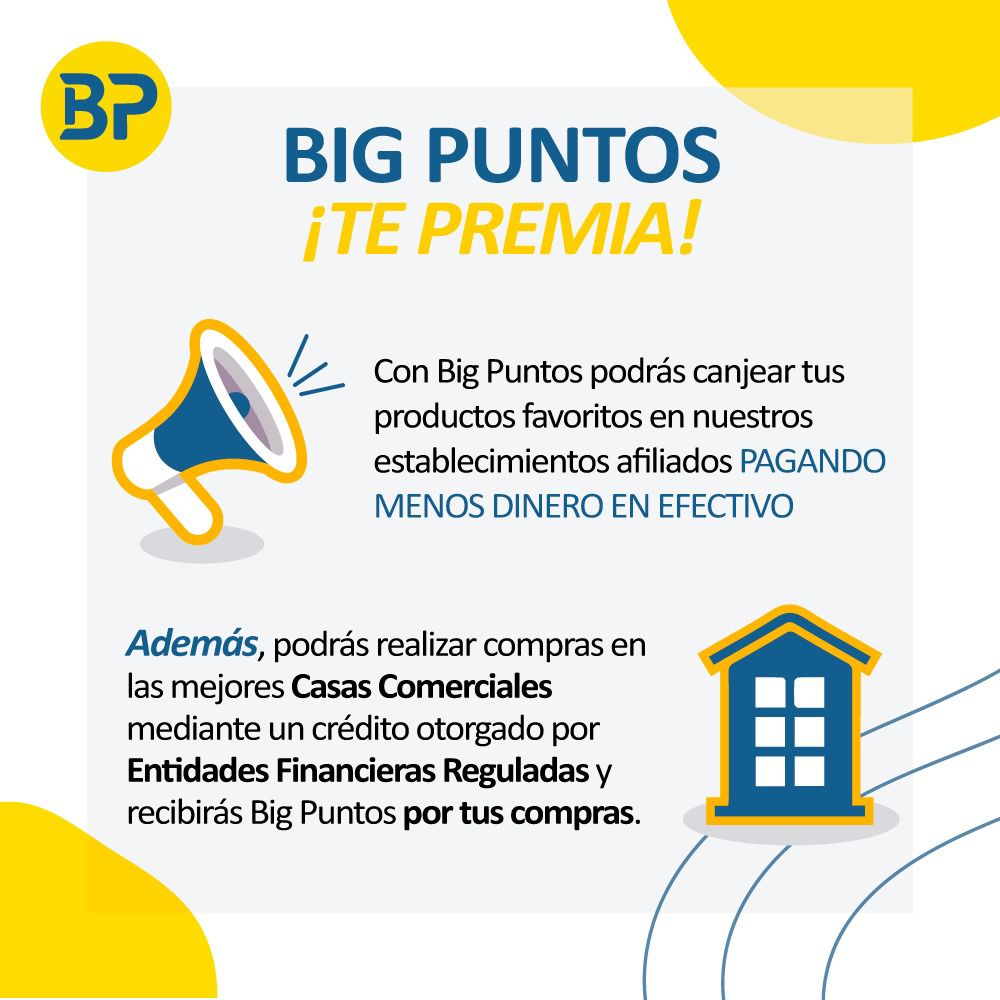 BP
BIG PUNTOS
¡TE PREMIA!
Con Big Puntos podrás canjear tus
productos favoritos en nuestros
establecimientos afiliados PAGANDO
MENOS DINERO EN EFECTIVO
Además, podrás realizar compras en
las mejores Casas Comerciales
mediante un crédito otorgado por
Entidades Financieras Reguladas y
recibirás Big Puntos por tus compras.